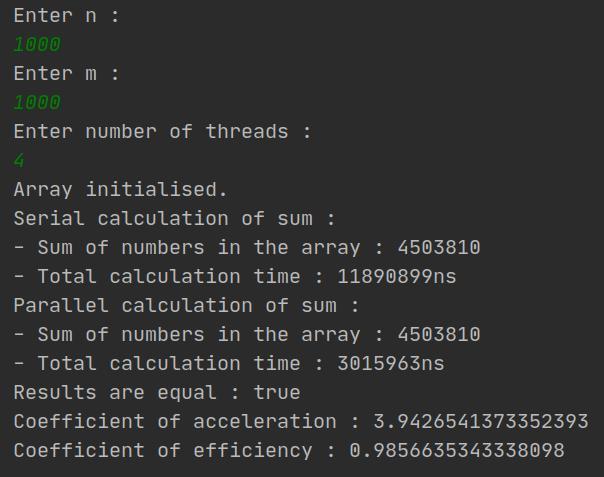 Enter n :
1000
Enter m :
1000
Enter number of threads :
4
Array initialised.
Serial calculation of sum :
- Sum of numbers in the array : 4503810
- Total calculation time : 11890899ns
Parallel calculation of sum :
- Sum of numbers in the array : 4503810
- Total calculation time : 3015963ns
Results are equal : true
Coefficient of acceleration : 3.9426541373352393
Coefficient of efficiency : 0.9856635343338098